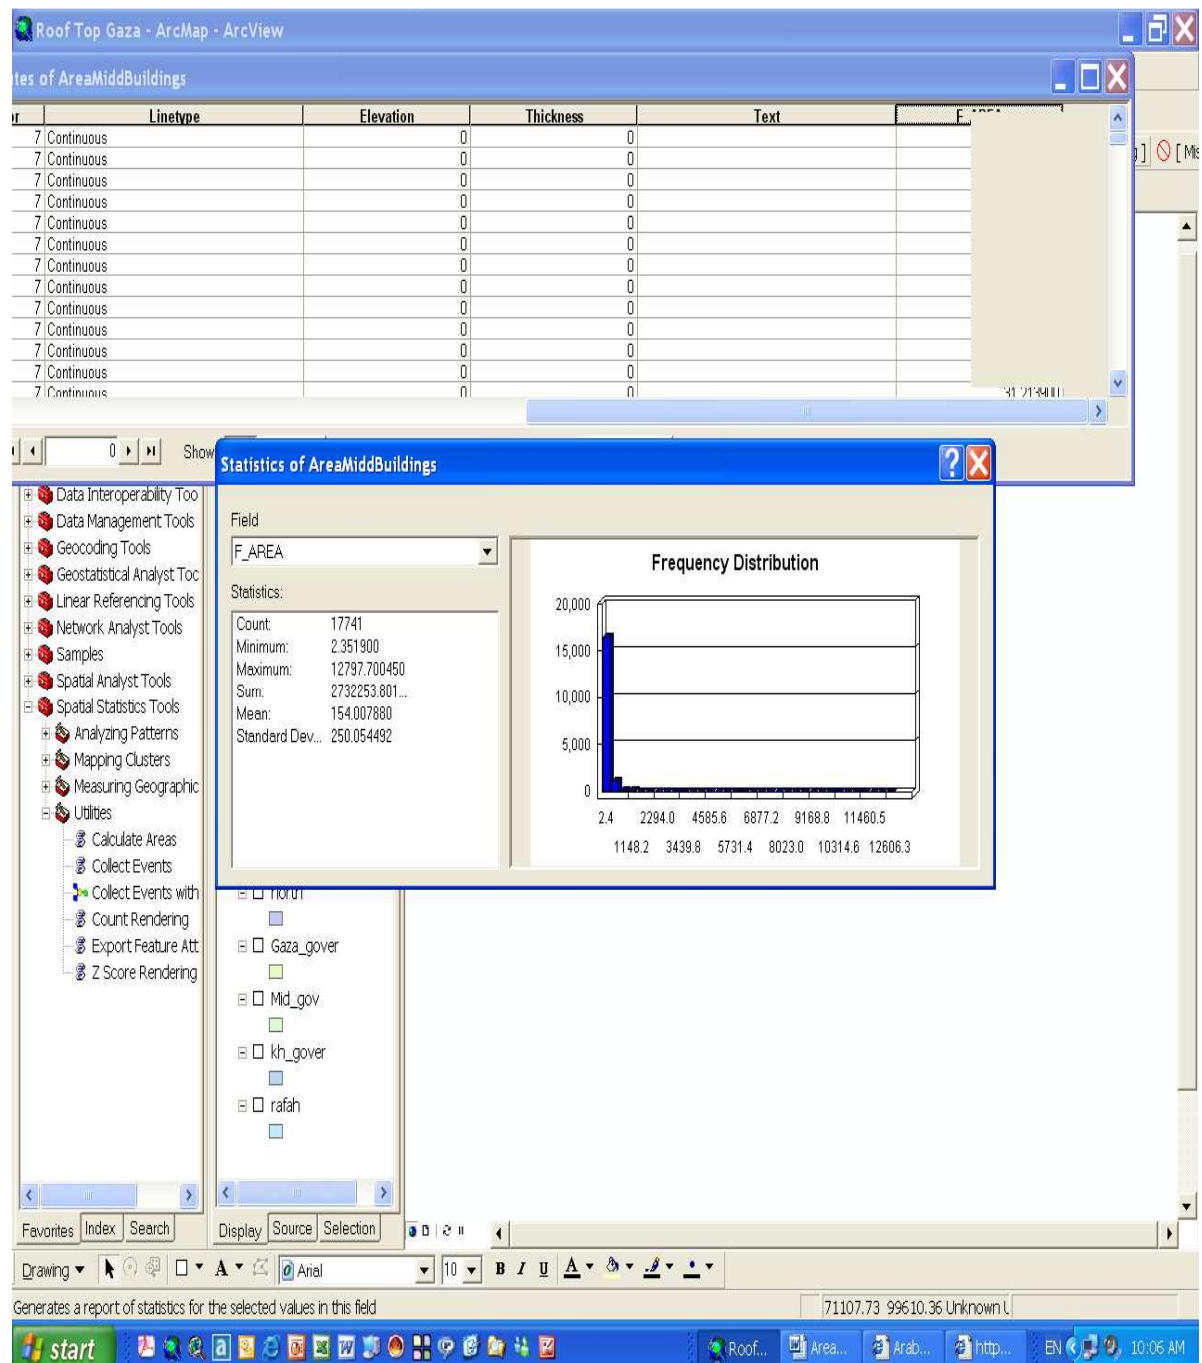 Roof Top Gaza - ArcMap - ArcView
tes of AreaMiddBuildings
r Linetype Elevation Thickness Text
7 Continuous 0 0
7 Continuous 0 0
7 Continuous 0 0
7 Continuous 0 0
7 Continuous 0 0
7 Continuous 0 0
7 Continuous 0 0
7 Continuous 0 0
7 Continuous 0 0
7 Continuous 0 0
7 Continuous 0 0
7 Continuous 0 0
7 Continuous 0 0 31.213900
] [ Mis
0 Show
Statistics of AreaMiddBuildings
Field
F_AREA
Statistics:
Count: 17741
Minimum: 2.351900
Maximum: 12797.700450
Sum: 2732253.801...
Mean: 154.007880
Standard Dev... 250.054492
Frequency Distribution
20,000
15,000
10,000
5,000
0
2.4 2294.0 4585.6 6877.2 9168.8 11460.5
1148.2 3439.8 5731.4 8023.0 10314.6 12606.3
Data Interoperability Too
Data Management Tools
Geocoding Tools
Geostatistical Analyst Toc
Linear Referencing Tools
Network Analyst Tools
Samples
Spatial Analyst Tools
Spatial Statistics Tools
Analyzing Patterns
Mapping Clusters
Measuring Geographic
Utilities
Calculate Areas
Collect Events
Collect Events with
Count Rendering
Export Feature Att
Z Score Rendering
north
Gaza_gover
Mid_gov
kh_gover
rafah
Favorites Index Search
Display Source Selection
Drawing A Arial 10 B I U A
Generates a report of statistics for the selected values in this field
71107.73 99610.36 Unknown U
start Roof... Area... Arab... http... EN 10:06 AM